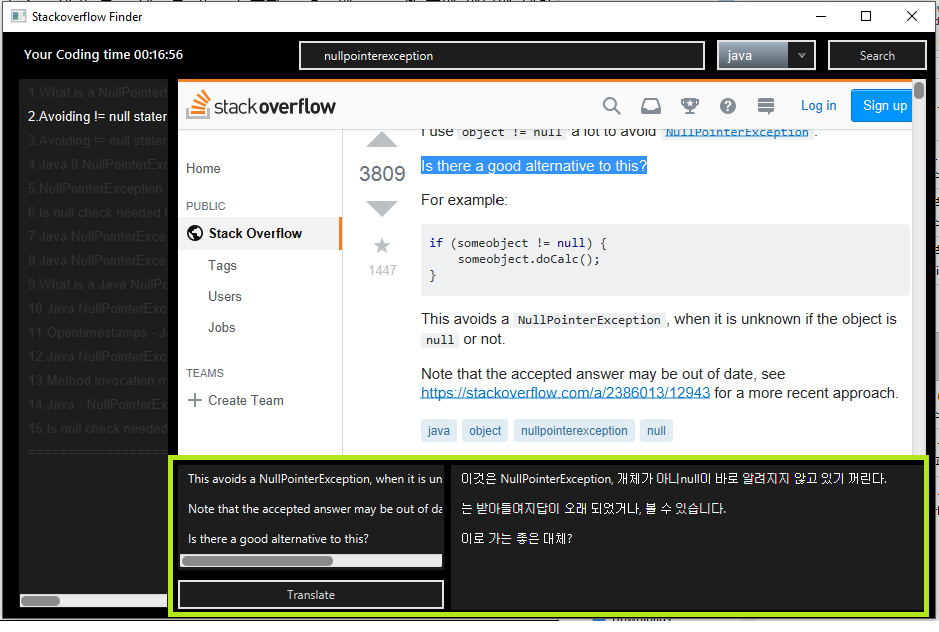 Stackoverflow Finder
Your Coding time 00:16:56
nullpointerexception
java
Search
1.What is a NullPointerE
2.Avoiding != null stater
3.Avoiding != null stater
4.Java 8 NullPointerExc
5.NullPointerException
6.Is null check needed
7.Java NullPointerExce
8.Java NullPointerExce
9.What is a Java NullPo
10.Java NullPointerExc
11.Opentimestamps - J
12.Java NullPointerExc
13.Method invocation m
14.Java - NullPointerEx
15.Is null check needed
==================
stackoverflow
Log in
Sign up
Home
PUBLIC
Stack Overflow
Tags
Users
Jobs
TEAMS
Create Team
3809
1447
I use object != null a lot to avoid NullPointerException .
Is there a good alternative to this?
For example:
if (someobject != null) {
someobject.doCalc();
}
This avoids a NullPointerException , when it is unknown if the object is
null or not.
Note that the accepted answer may be out of date, see
https://stackoverflow.com/a/2386013/12943 for a more recent approach.
java object nullpointerexception null
This avoids a NullPointerException, when it is un
Note that the accepted answer may be out of da
Is there a good alternative to this?
Translate
이것은 NullPointerException, 개체가 아니null이 바로 알려지지 않고 있기 꺼린다.
는 받아들여지답이 오래 되었거나, 볼 수 있습니다.
이로 가는 좋은 대체?